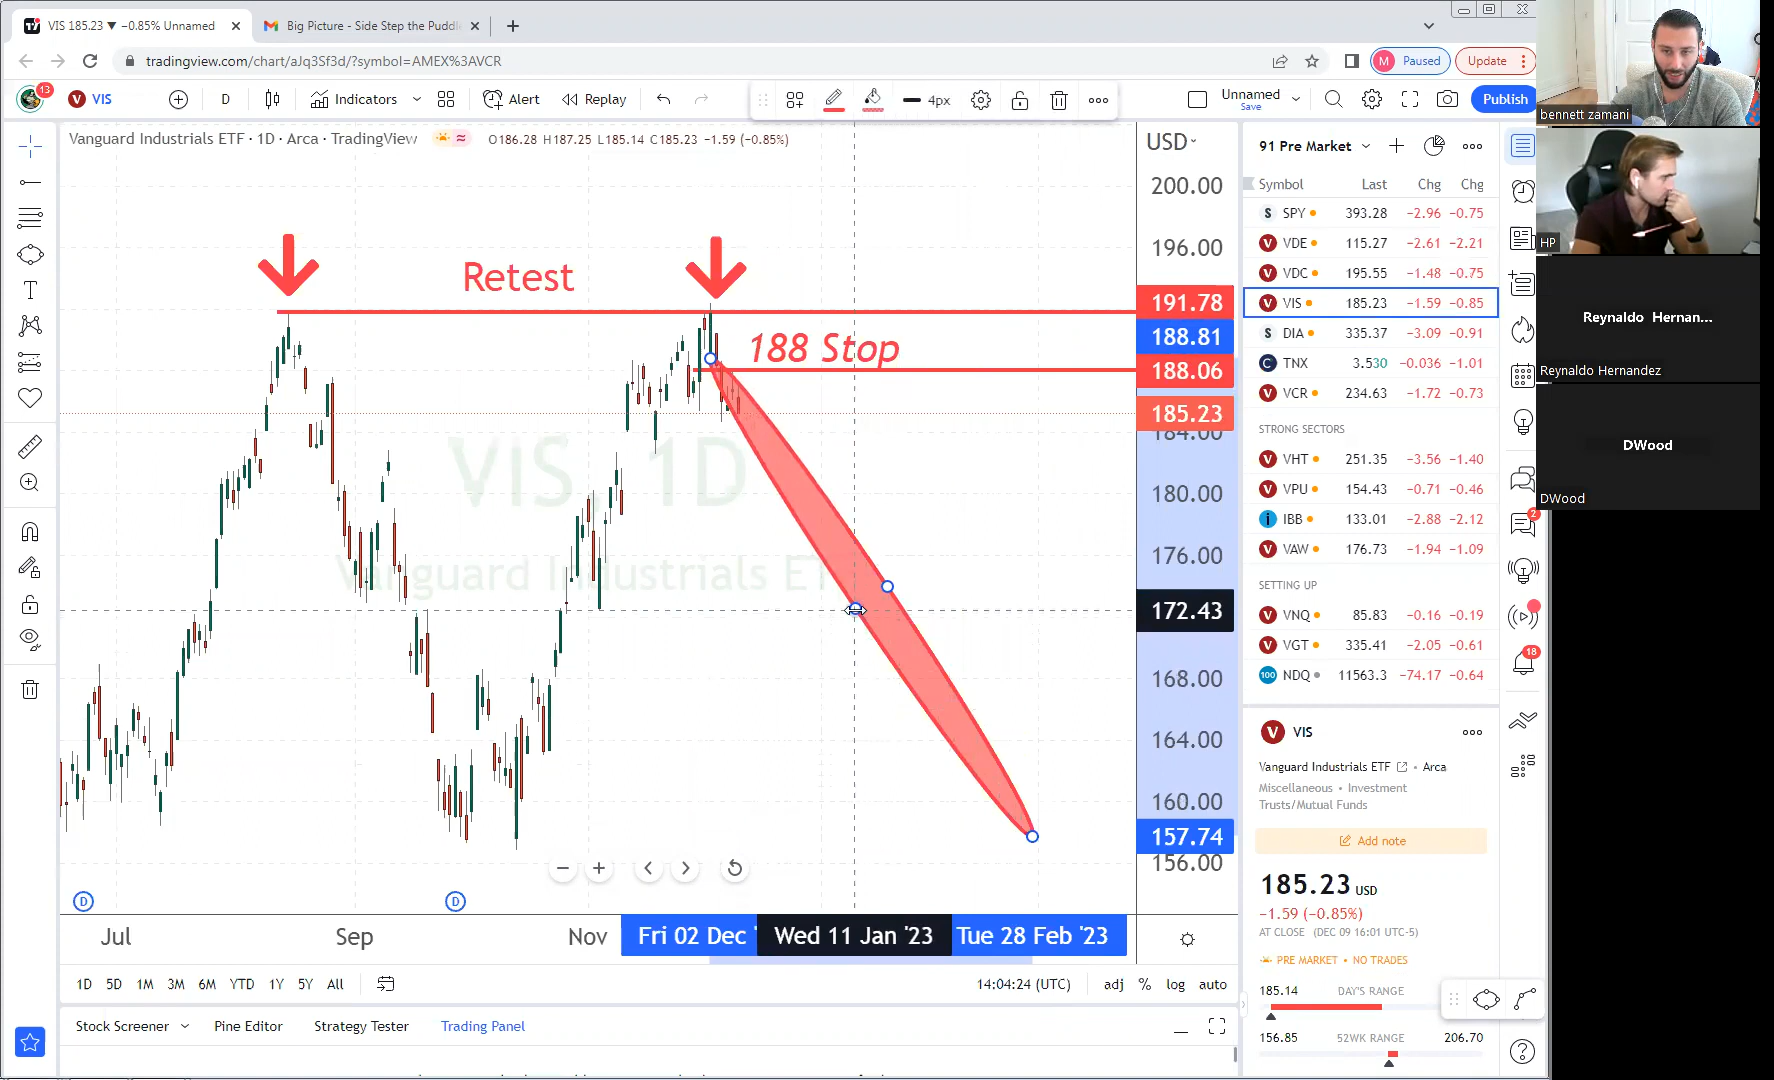 VIS 185.23 ▼ −0.85% Unnamed
Big Picture - Side Step the Puddl
tradingview.com/chart/aJq3Sf3d/?symbol=AMEX%3AVCR
M Paused
Update
13
V VIS
D
Indicators
Alert
Replay
4px
Unnamed
Save
Publish
Vanguard Industrials ETF · 1D · Arca · TradingView
O186.28 H187.25 L185.14 C185.23 −1.59 (−0.85%)
USD
200.00
196.00
191.78
188.81
188.06
185.23
184.00
180.00
176.00
172.43
168.00
164.00
160.00
157.74
156.00
Retest
188 Stop
VIS, 1D
Vanguard Industrials E
D
D
Jul
Sep
Nov
Fri 02 Dec '
Wed 11 Jan '23
Tue 28 Feb '23
1D 5D 1M 3M 6M YTD 1Y 5Y All
14:04:24 (UTC)
adj % log auto
Stock Screener
Pine Editor
Strategy Tester
Trading Panel
91 Pre Market
Symbol Last Chg Chg
S SPY 393.28 −2.96 −0.75
V VDE 115.27 −2.61 −2.21
V VDC 195.55 −1.48 −0.75
V VIS 185.23 −1.59 −0.85
S DIA 335.37 −3.09 −0.91
C TNX 3.530 −0.036 −1.01
V VCR 234.63 −1.72 −0.73
STRONG SECTORS
V VHT 251.35 −3.56 −1.40
V VPU 154.43 −0.71 −0.46
i IBB 133.01 −2.88 −2.12
V VAW 176.73 −1.94 −1.09
SETTING UP
V VNQ 85.83 −0.16 −0.19
V VGT 335.41 −2.05 −0.61
100 NDQ 11563.3 −74.17 −0.64
V VIS
Vanguard Industrials ETF • Arca
Miscellaneous • Investment
Trusts/Mutual Funds
Add note
185.23 USD
−1.59 (−0.85%)
AT CLOSE (DEC 09 16:01 UTC-5)
PRE MARKET • NO TRADES
185.14 DAY'S RANGE
156.85 52WK RANGE 206.70
2
18
bennett zamani
HP
Reynaldo Hernan...
Reynaldo Hernandez
DWood
DWood